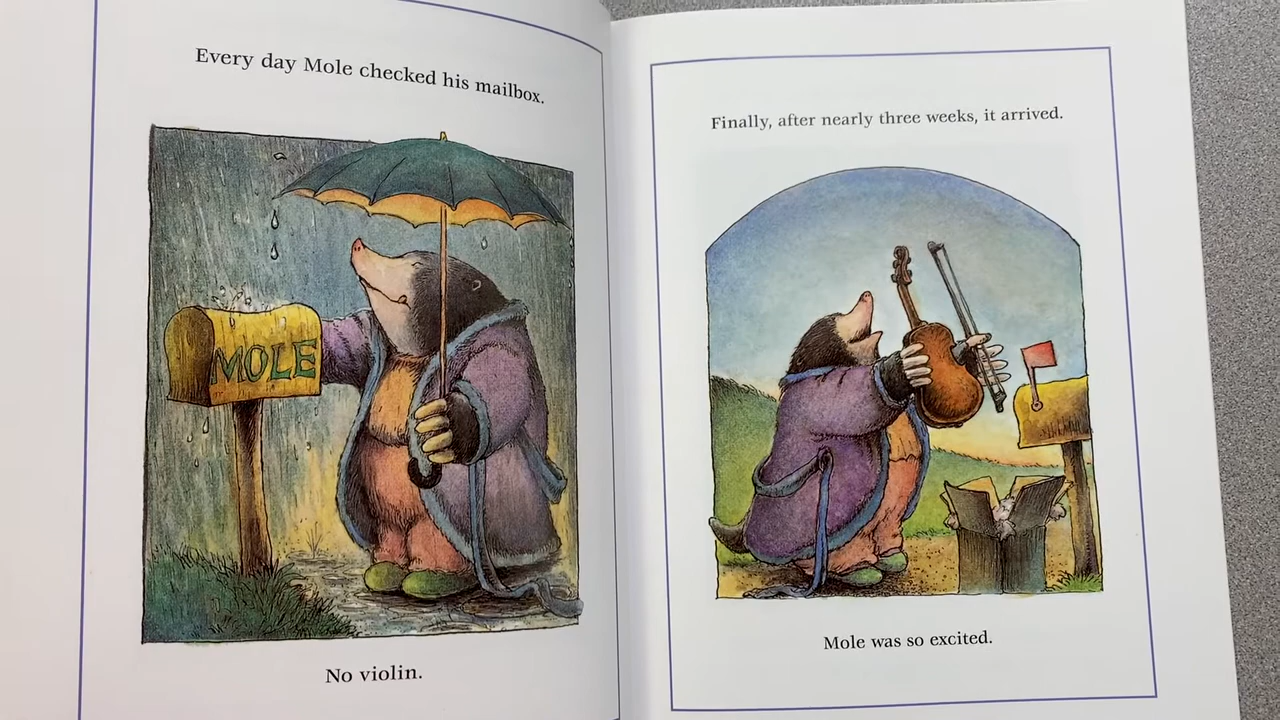 Every day Mole checked his mailbox.
MOLE
No violin.
Finally, after nearly three weeks, it arrived.
Mole was so excited.